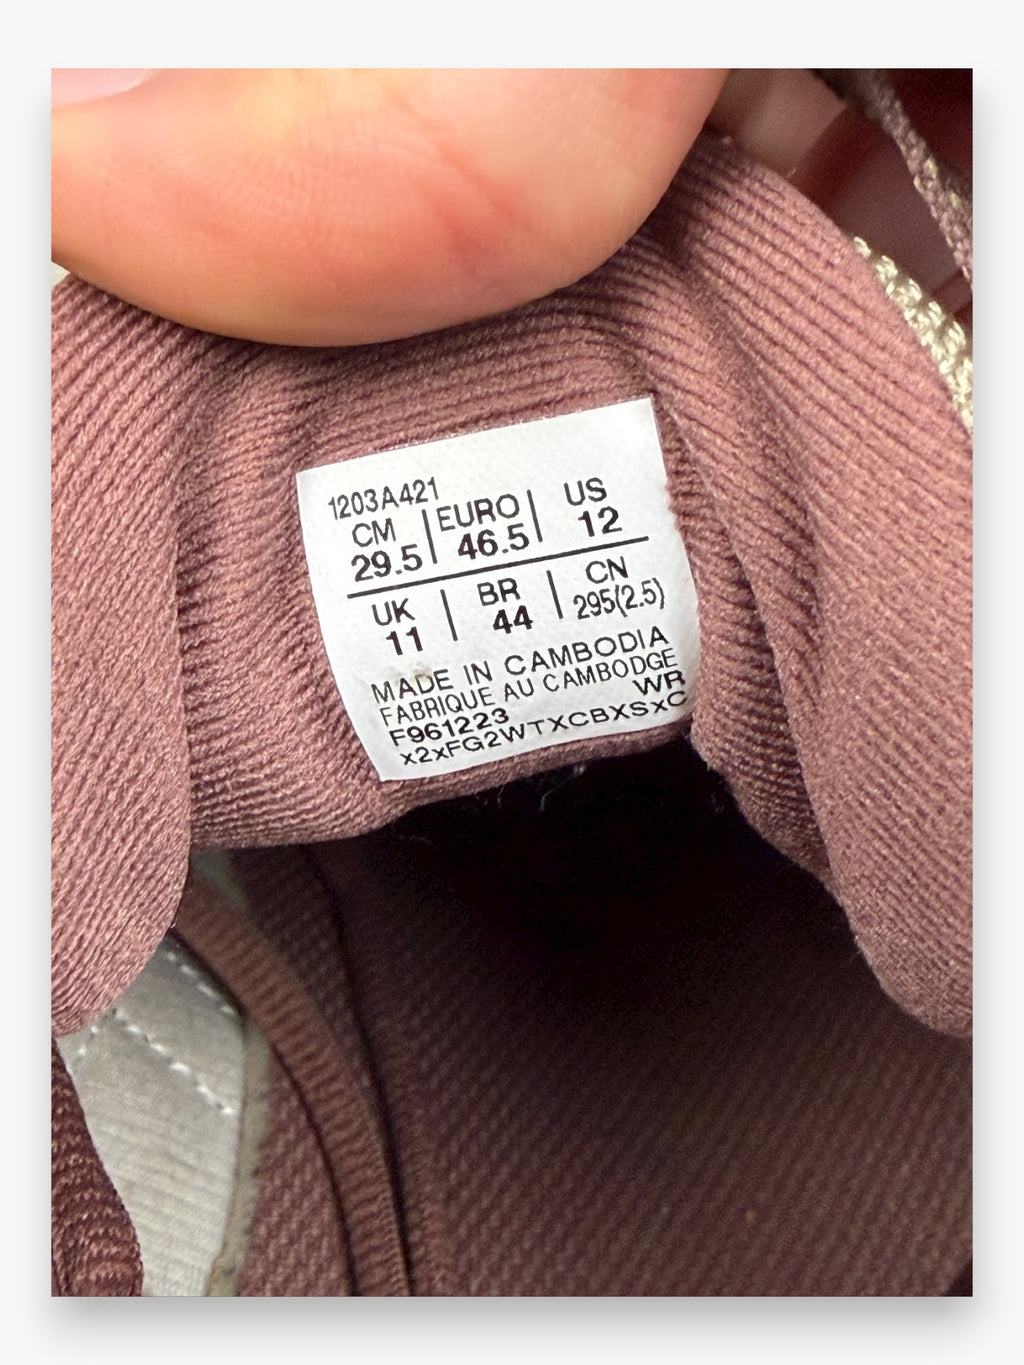 1203A421
CM | EURO | US
29.5 | 46.5 | 12
UK | BR | CN
11 | 44 | 295(2.5)
MADE IN CAMBODIA
FABRIQUE AU CAMBODGE
F961223 WR
x2xFG2WTXCBXSxC